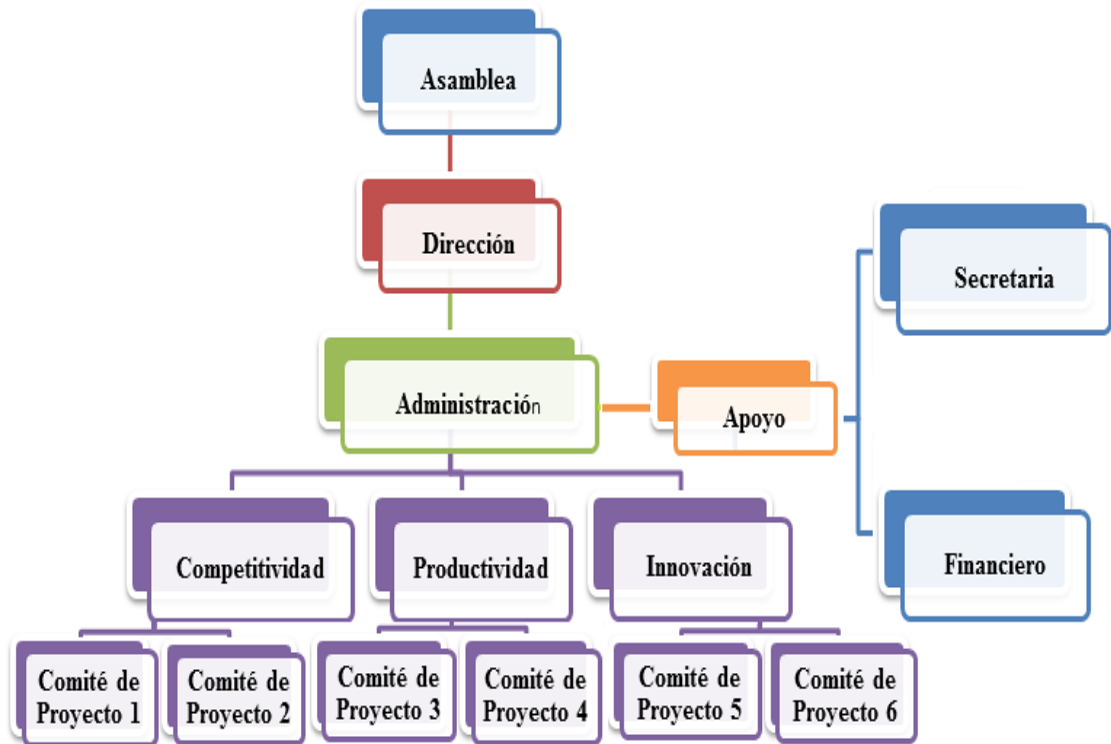 Asamblea
Dirección
Secretaria
Administración
Apoyo
Competitividad
Productividad
Innovación
Financiero
Comité de
Proyecto 1
Comité de
Proyecto 2
Comité de
Proyecto 3
Comité de
Proyecto 4
Comité de
Proyecto 5
Comité de
Proyecto 6